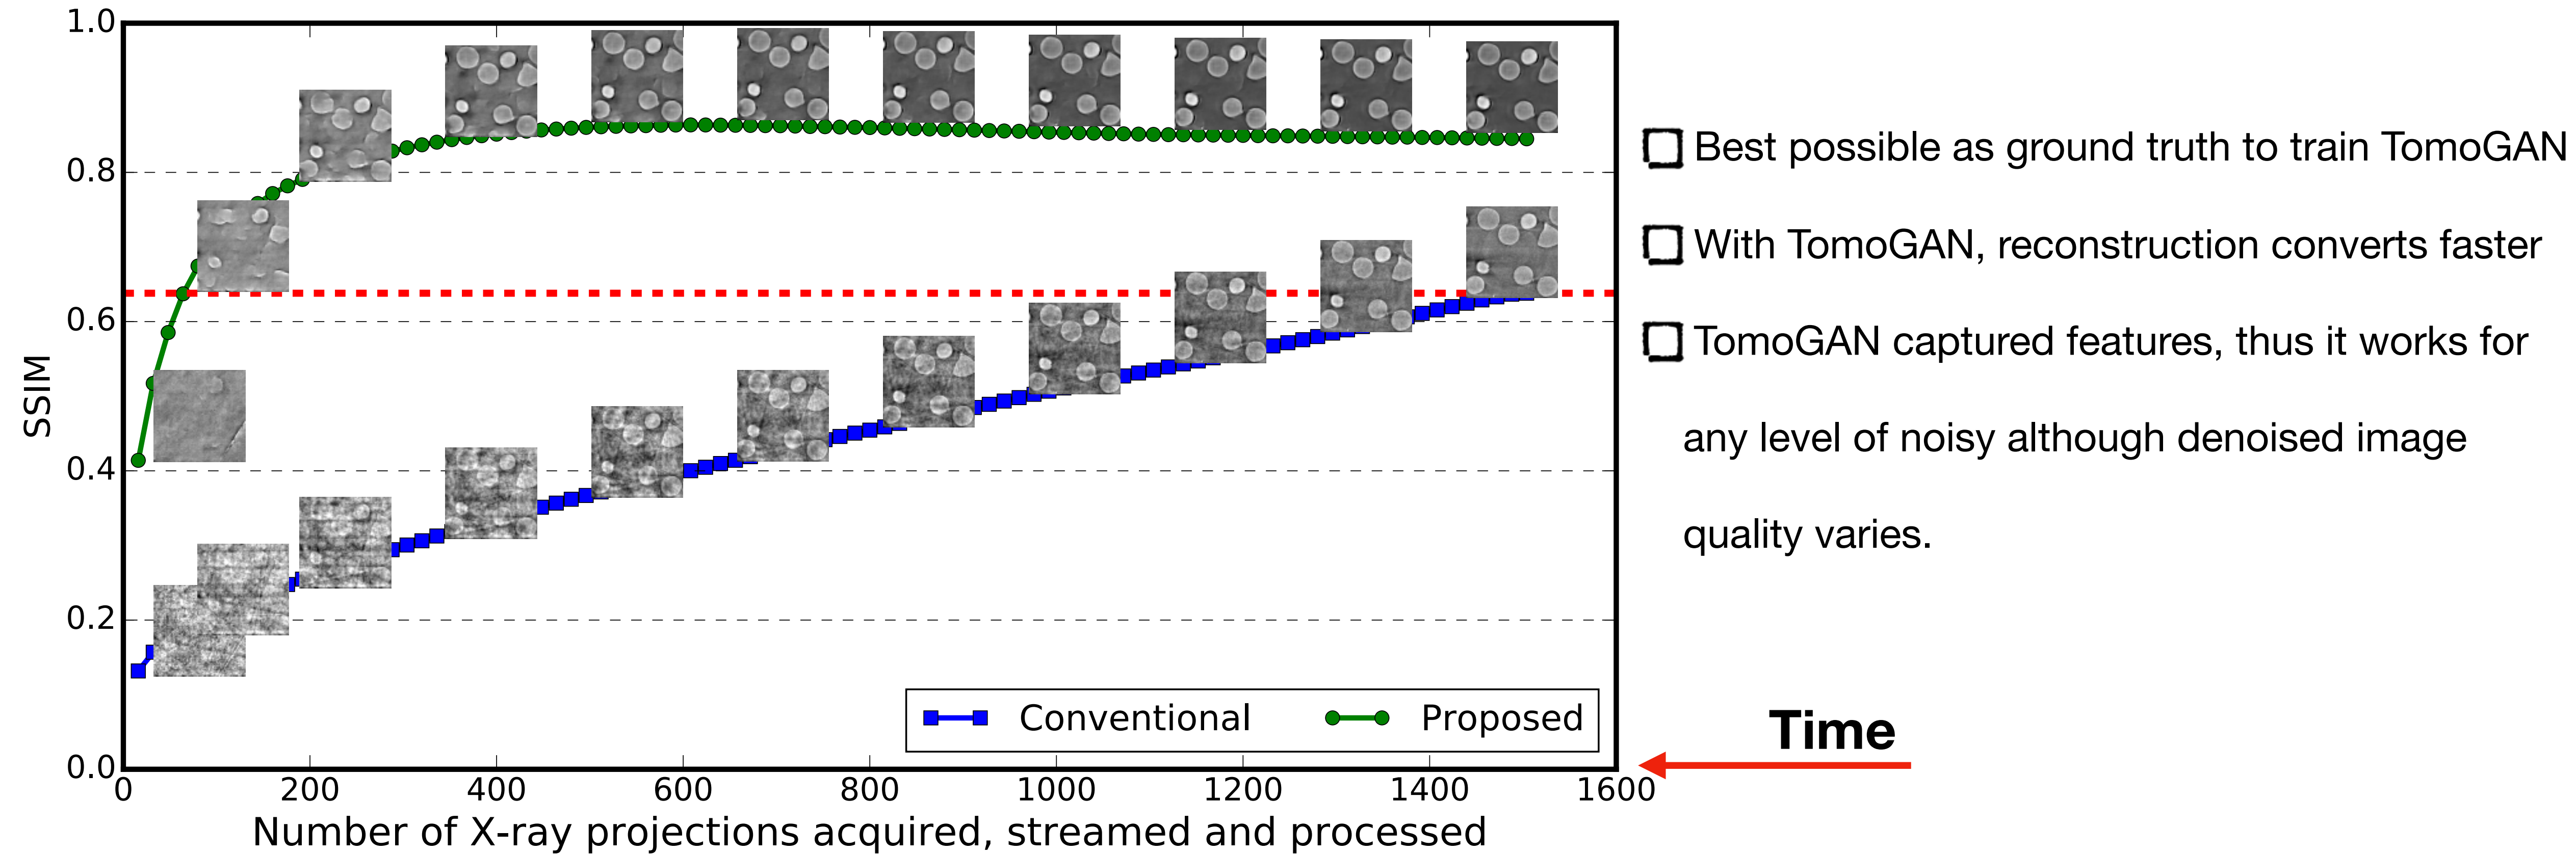 1.0
0.8
0.6
0.4
0.2
0.0
SSIM
0 200 400 600 800 1000 1200 1400 1600
Number of X-ray projections acquired, streamed and processed
Conventional Proposed
Best possible as ground truth to train TomoGAN
With TomoGAN, reconstruction converts faster
TomoGAN captured features, thus it works for
any level of noisy although denoised image
quality varies.
Time